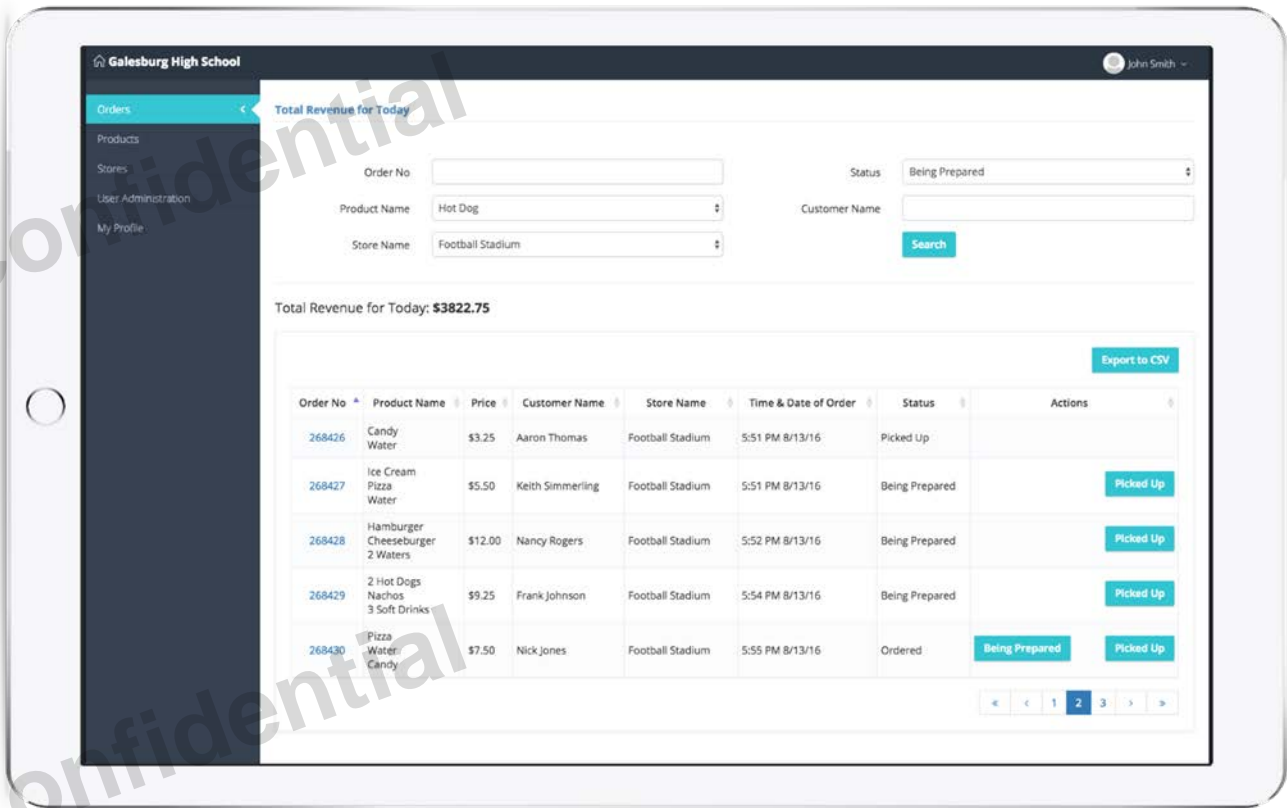 Galesburg High School
John Smith
Orders
Products
Stores
User Administration
My Profile
Total Revenue for Today
Order No
Status
Being Prepared
Product Name
Hot Dog
Customer Name
Store Name
Football Stadium
Search
Total Revenue for Today: $3822.75
Export to CSV
Order No Product Name Price Customer Name Store Name Time & Date of Order Status Actions
268426 Candy $3.25 Aaron Thomas Football Stadium 5:51 PM 8/13/16 Picked Up
Water
Ice Cream
268427 Pizza $5.50 Keith Simmerling Football Stadium 5:51 PM 8/13/16 Being Prepared Picked Up
Water
Hamburger
268428 Cheeseburger $12.00 Nancy Rogers Football Stadium 5:52 PM 8/13/16 Being Prepared Picked Up
2 Waters
2 Hot Dogs
268429 Nachos $9.25 Frank Johnson Football Stadium 5:54 PM 8/13/16 Being Prepared Picked Up
3 Soft Drinks
Pizza
268430 Water $7.50 Nick Jones Football Stadium 5:55 PM 8/13/16 Ordered Being Prepared Picked Up
Candy
« ‹ 1 2 3 › »
Confidential
onfidential